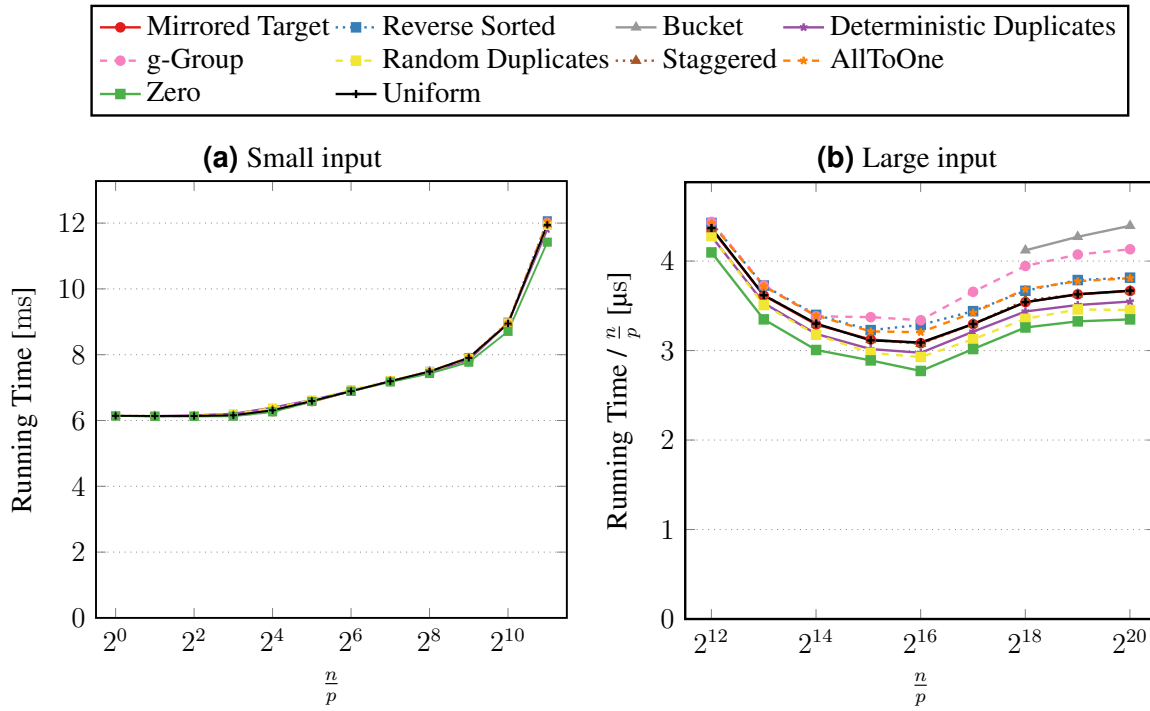 Mirrored Target Reverse Sorted Bucket Deterministic Duplicates
g-Group Random Duplicates Staggered AllToOne
Zero Uniform
(a) Small input
12
10
8
6
4
2
0
Running Time [ms]
2^0 2^2 2^4 2^6 2^8 2^10
n/p
(b) Large input
4
3
2
1
0
Running Time / n/p [µs]
2^12 2^14 2^16 2^18 2^20
n/p